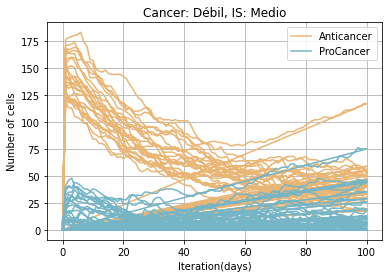 Cancer: Débil, IS: Medio
Anticancer
ProCancer
Number of cells
175
150
125
100
75
50
25
0
0 20 40 60 80 100
Iteration(days)